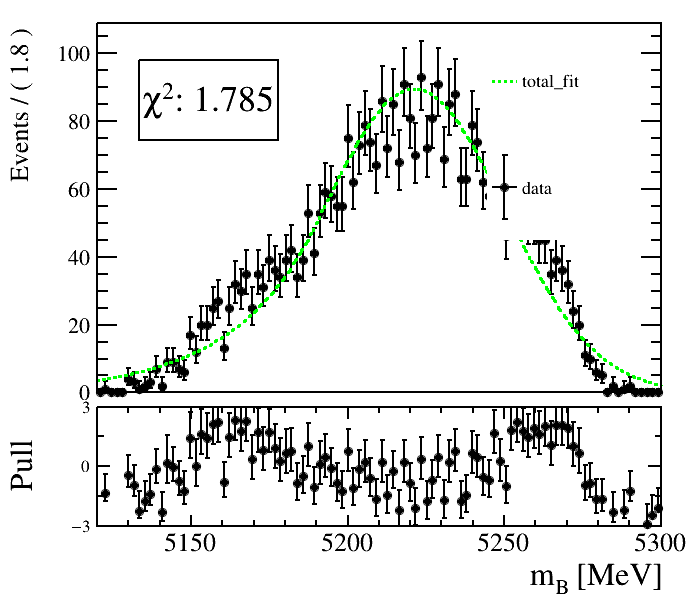 Events / ( 1.8 )
100
80
60
40
20
0
χ²: 1.785
total_fit
data
Pull
3
0
−3
5150
5200
5250
5300
m_B [MeV]